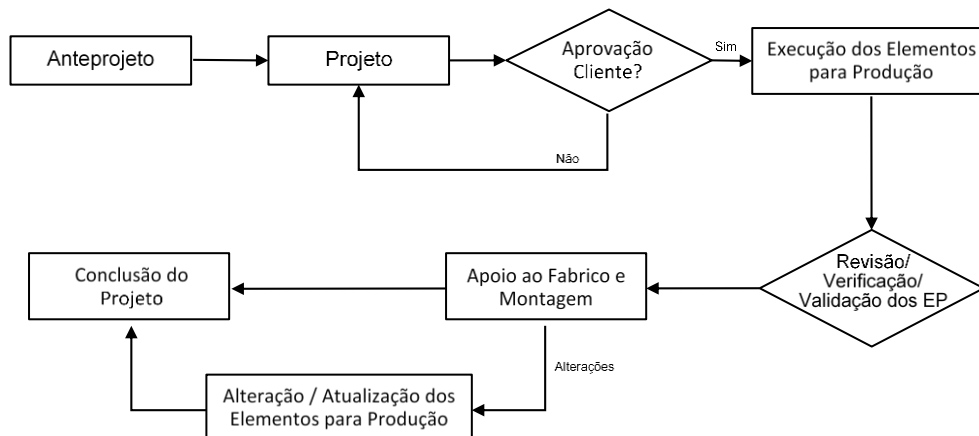 Anteprojeto
Projeto
Aprovação
Cliente?
Sim
Execução dos Elementos
para Produção
Não
Revisão/
Verificação/
Validação dos EP
Apoio ao Fabrico e
Montagem
Conclusão do
Projeto
Alterações
Alteração / Atualização dos
Elementos para Produção